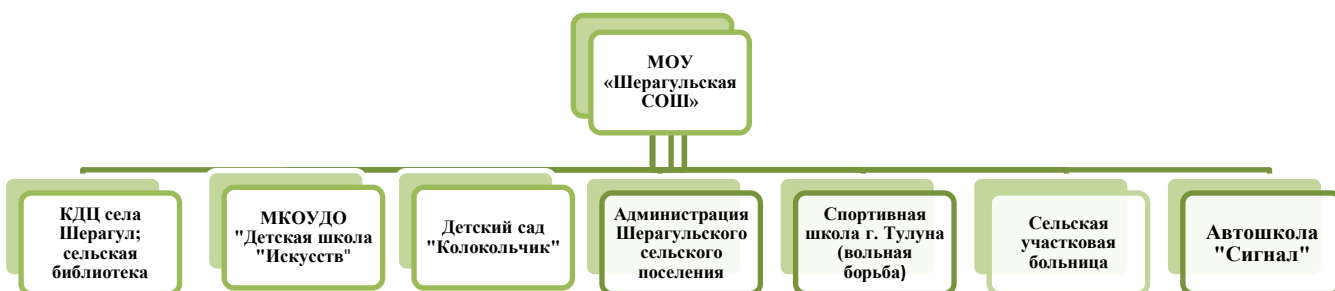 МОУ
«Шерагульская
СОШ»
КДЦ села
Шерагул;
сельская
библиотека
МКОУДО
"Детская школа
"Искусств"
Детский сад
"Колокольчик"
Администрация
Шерагульского
сельского
поселения
Спортивная
школа г. Тулуна
(вольная
борьба)
Сельская
участковая
больница
Автошкола
"Сигнал"